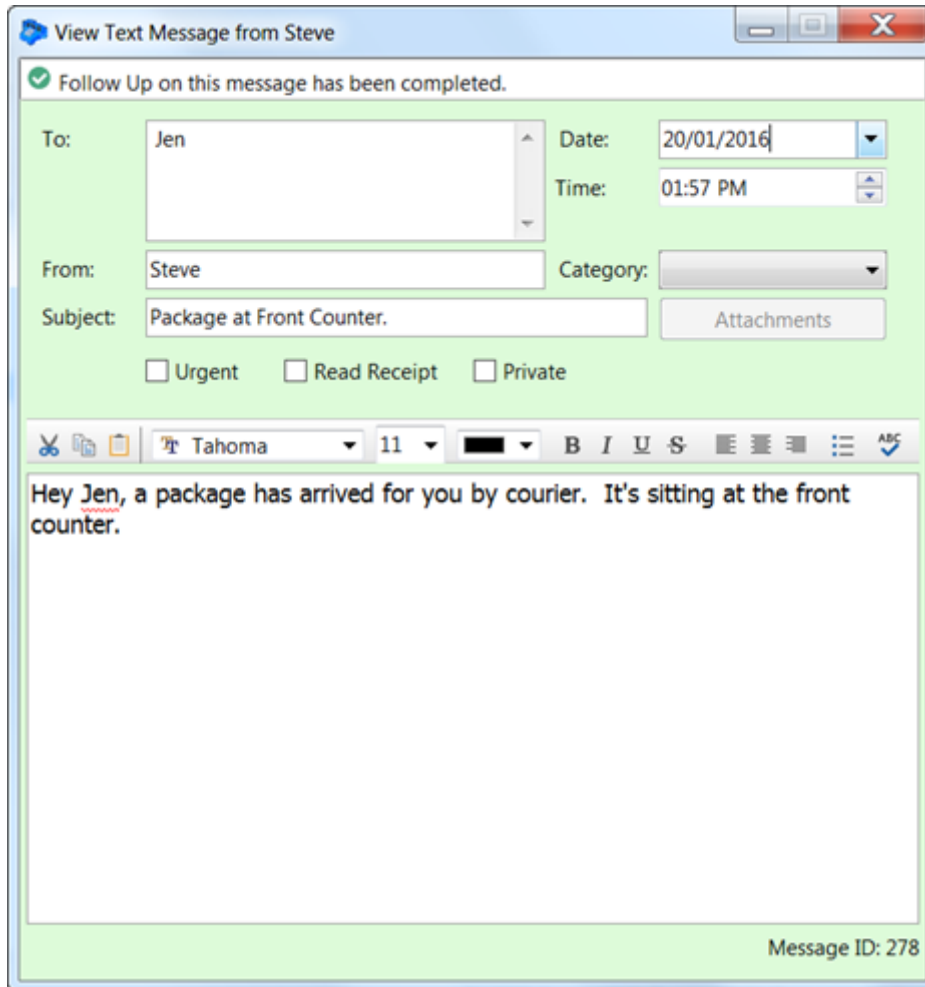 View Text Message from Steve
Follow Up on this message has been completed.
To: Jen Date: 20/01/2016
Time: 01:57 PM
From: Steve Category:
Subject: Package at Front Counter. Attachments
Urgent Read Receipt Private
Tahoma 11 B I U S ABC
Hey Jen, a package has arrived for you by courier.  It's sitting at the front
counter.
Message ID: 278